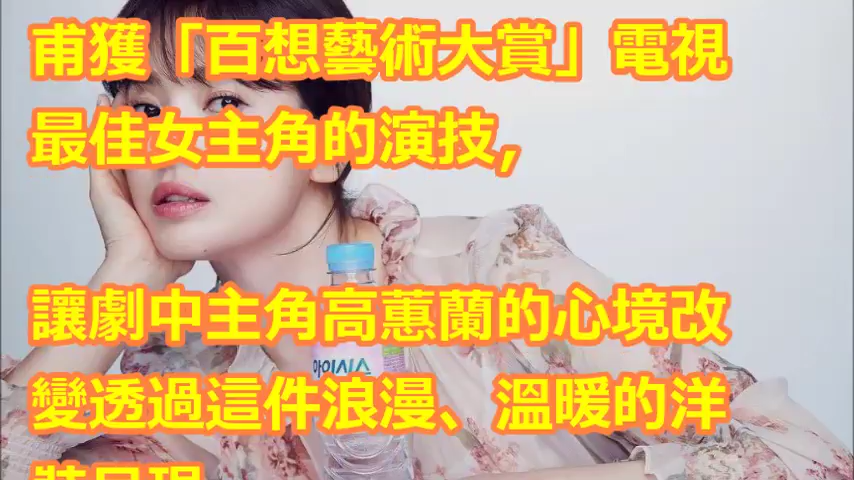 甫獲「百想藝術大賞」電視
最佳女主角的演技,
讓劇中主角高蕙蘭的心境改
아이시스
變透過這件浪漫、溫暖的洋